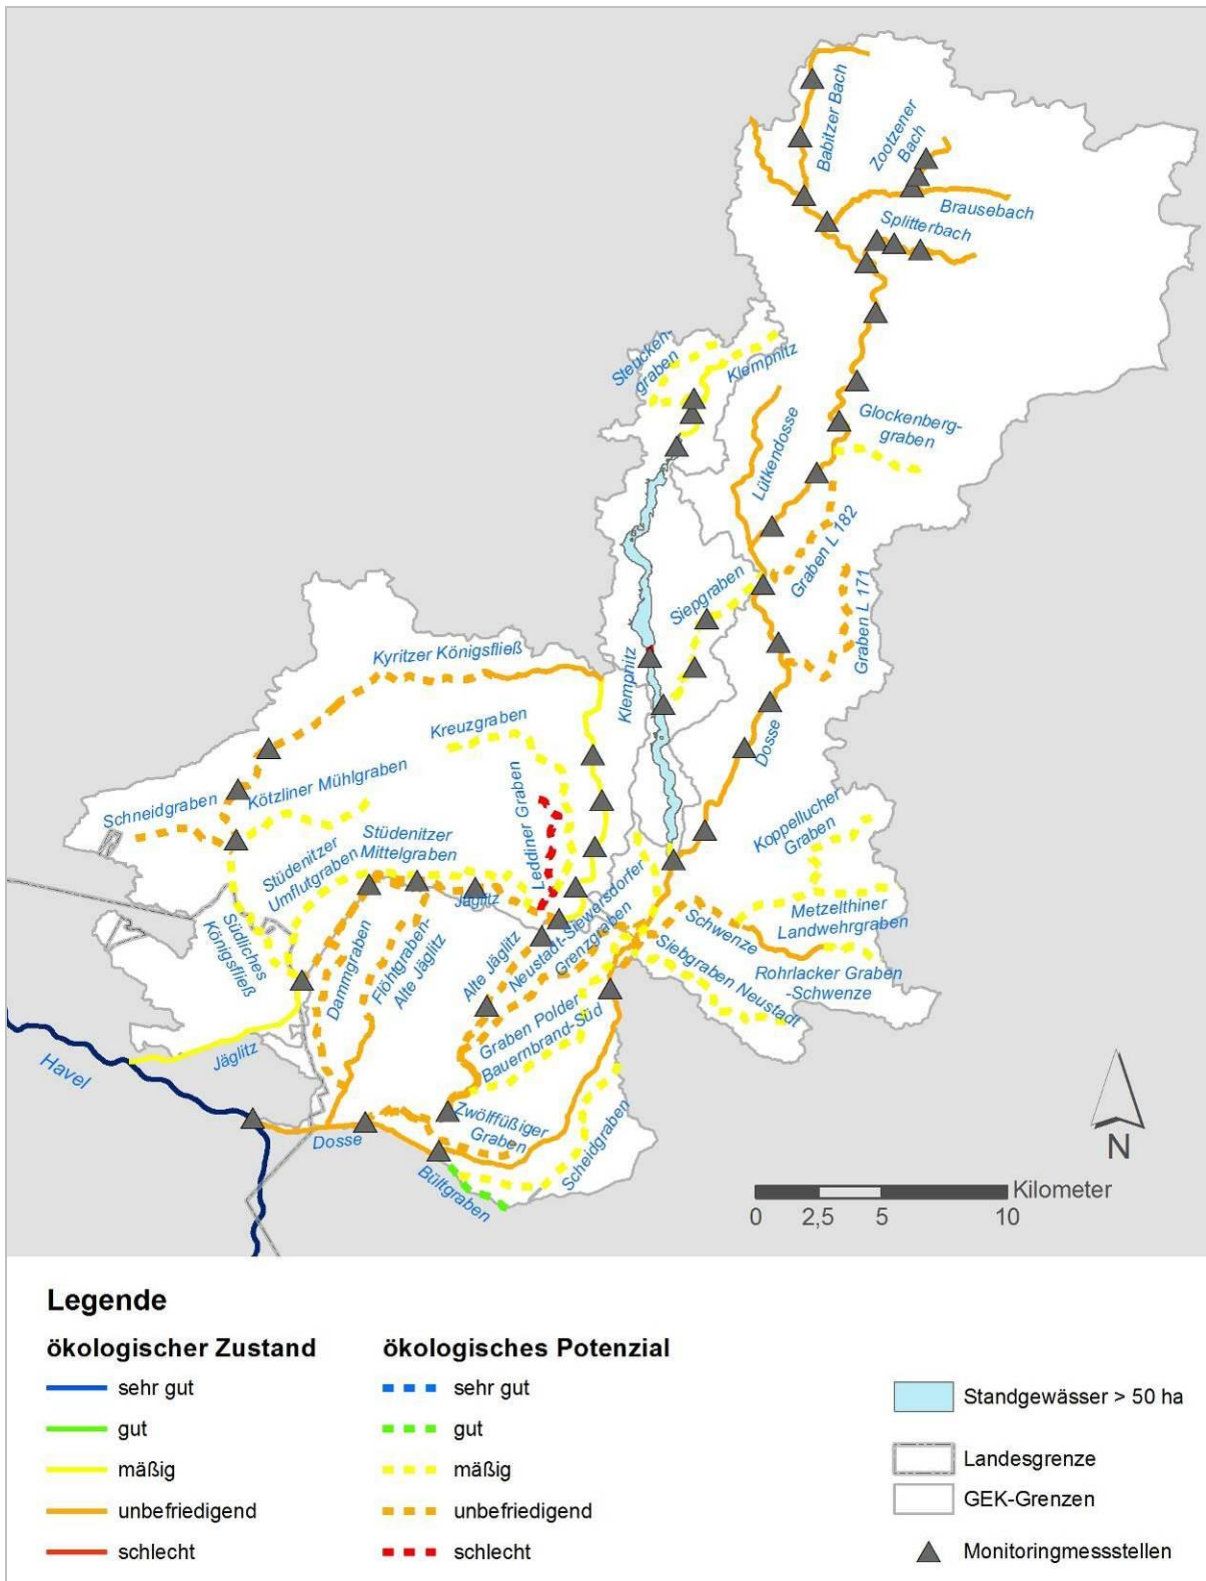 Babitzer Bach
Zootzener
Bach
Brausebach
Splitterbach
Steucken-
graben
Klempnitz
Lütkendosse
Glockenberg-
graben
Graben L 182
Siepgraben
Graben L 171
Kyritzer Königsfließ
Klempnitz
Kreuzgraben
Dosse
Leddiner Graben
Kötzliner Mühlgraben
Schneidgraben
Koppellucher
Graben
Stüdenitzer
Mittelgraben
Stüdenitzer
Umflutgraben
Jäglitz
Neustadt-Siewersdorfer
Grenzgraben
Metzelthiner
Landwehrgraben
Schwenze
Südliches
Königsfließ
Dammgraben
Flöhtgraben-
Alte Jäglitz
Alte Jäglitz
Siebgraben Neustadt
Rohrlacker Graben
-Schwenze
Graben Polder
Bauernbrand-Süd
Jäglitz
Havel
Dosse
Zwölffüßiger
Graben
Scheidgraben
Bültgraben
N
Kilometer
0 2,5 5 10
Legende
ökologischer Zustand
sehr gut
gut
mäßig
unbefriedigend
schlecht
ökologisches Potenzial
sehr gut
gut
mäßig
unbefriedigend
schlecht
Standgewässer > 50 ha
Landesgrenze
GEK-Grenzen
Monitoringmessstellen